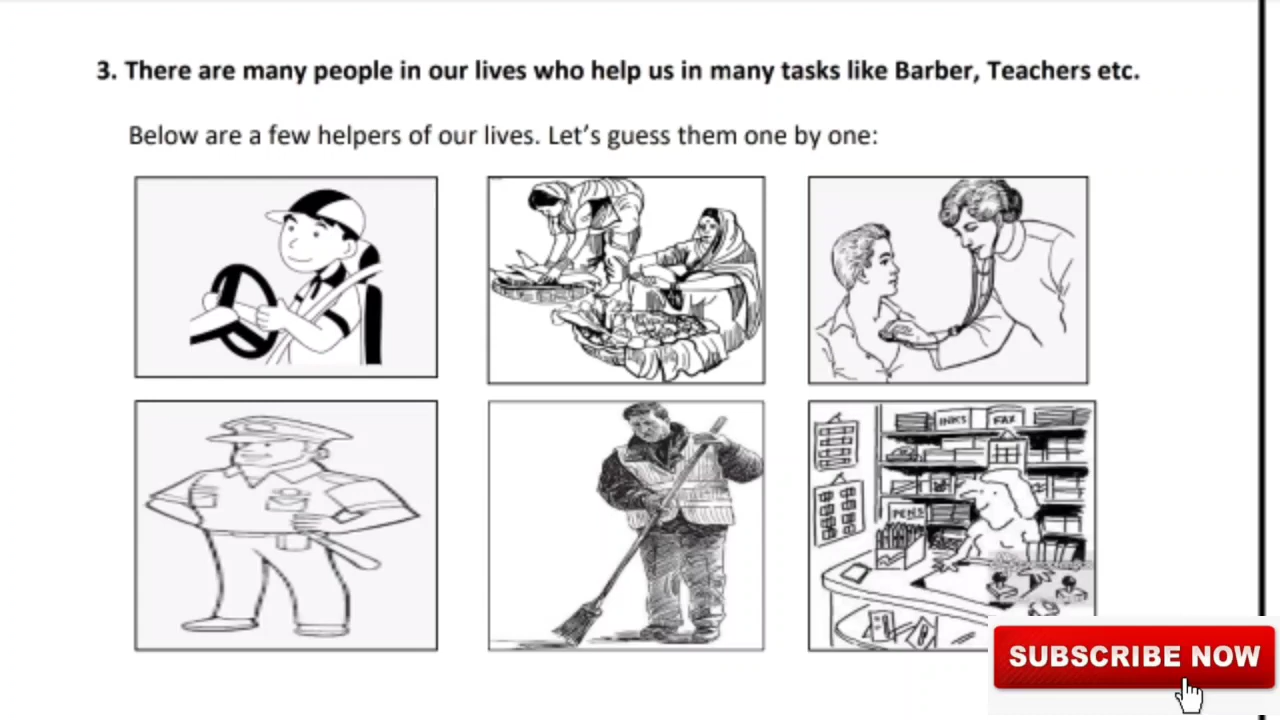 3. There are many people in our lives who help us in many tasks like Barber, Teachers etc.
Below are a few helpers of our lives. Let's guess them one by one:
INKS
FAX
PENS
SUBSCRIBE NOW